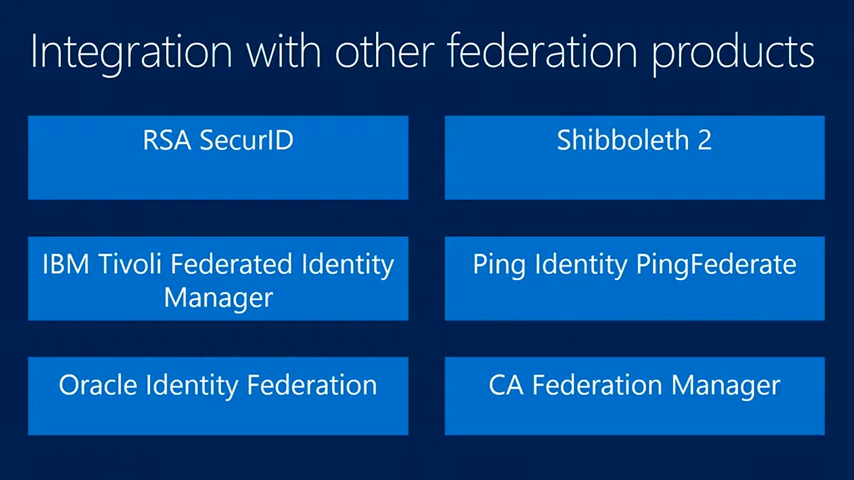 Integration with other federation products
RSA SecurID
Shibboleth 2
IBM Tivoli Federated Identity
Manager
Ping Identity PingFederate
Oracle Identity Federation
CA Federation Manager